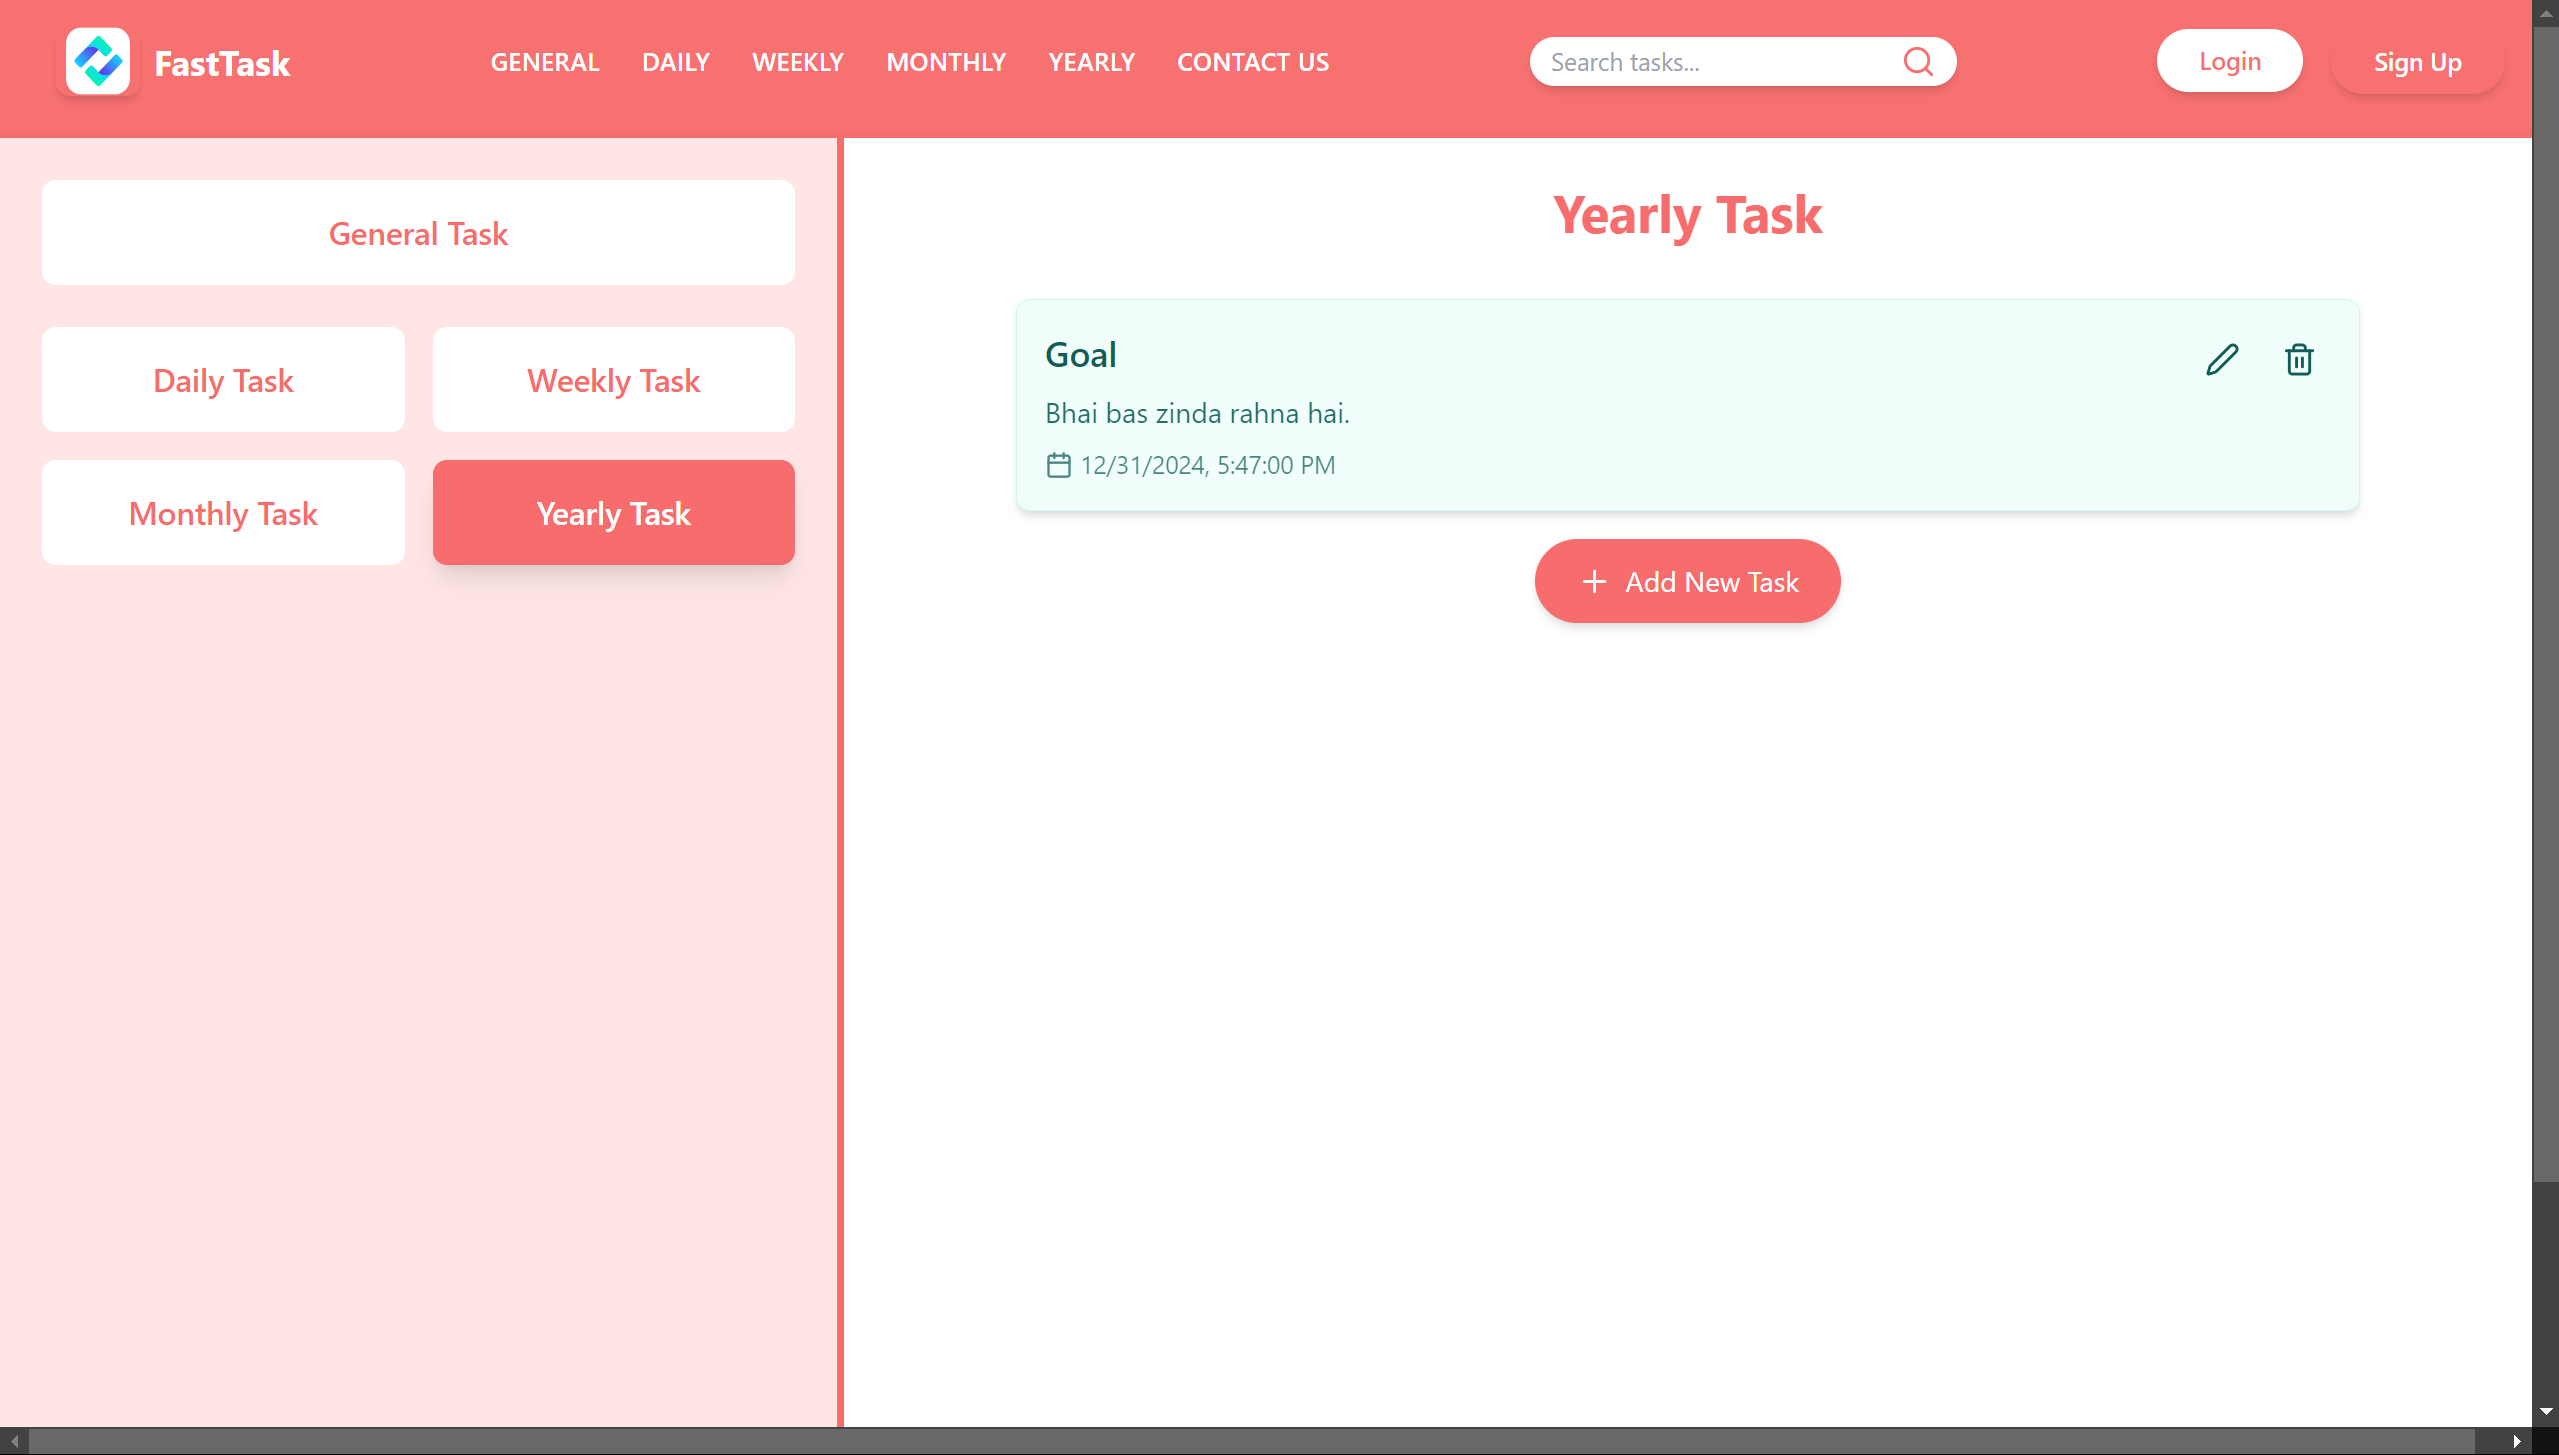 FastTask
GENERAL DAILY WEEKLY MONTHLY YEARLY CONTACT US
Search tasks...
Login
Sign Up
General Task
Daily Task
Weekly Task
Monthly Task
Yearly Task
Yearly Task
Goal
Bhai bas zinda rahna hai.
12/31/2024, 5:47:00 PM
Add New Task